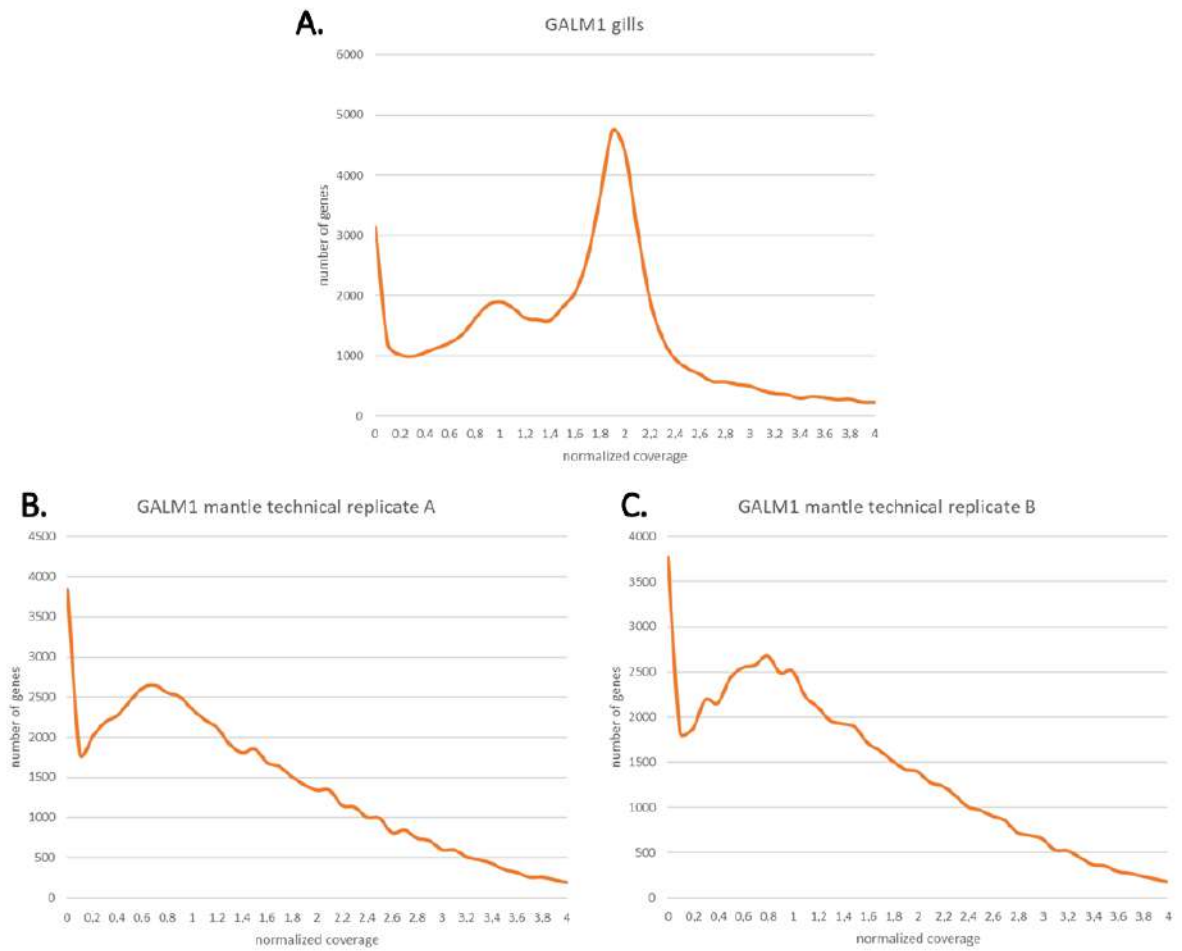 A.
GALM1 gills
6000
5000
4000
3000
2000
1000
0
number of genes
0 0,2 0,4 0,6 0,8 1 1,2 1,4 1,6 1,8 2 2,2 2,4 2,6 2,8 3 3,2 3,4 3,6 3,8 4
normalized coverage
B.
GALM1 mantle technical replicate A
4500
4000
3500
3000
2500
2000
1500
1000
500
0
number of genes
0 0,2 0,4 0,6 0,8 1 1,2 1,4 1,6 1,8 2 2,2 2,4 2,6 2,8 3 3,2 3,4 3,6 3,8 4
normalized coverage
C.
GALM1 mantle technical replicate B
4000
3500
3000
2500
2000
1500
1000
500
0
number of genes
0 0,2 0,4 0,6 0,8 1 1,2 1,4 1,6 1,8 2 2,2 2,4 2,6 2,8 3 3,2 3,4 3,6 3,8 4
normalized coverage